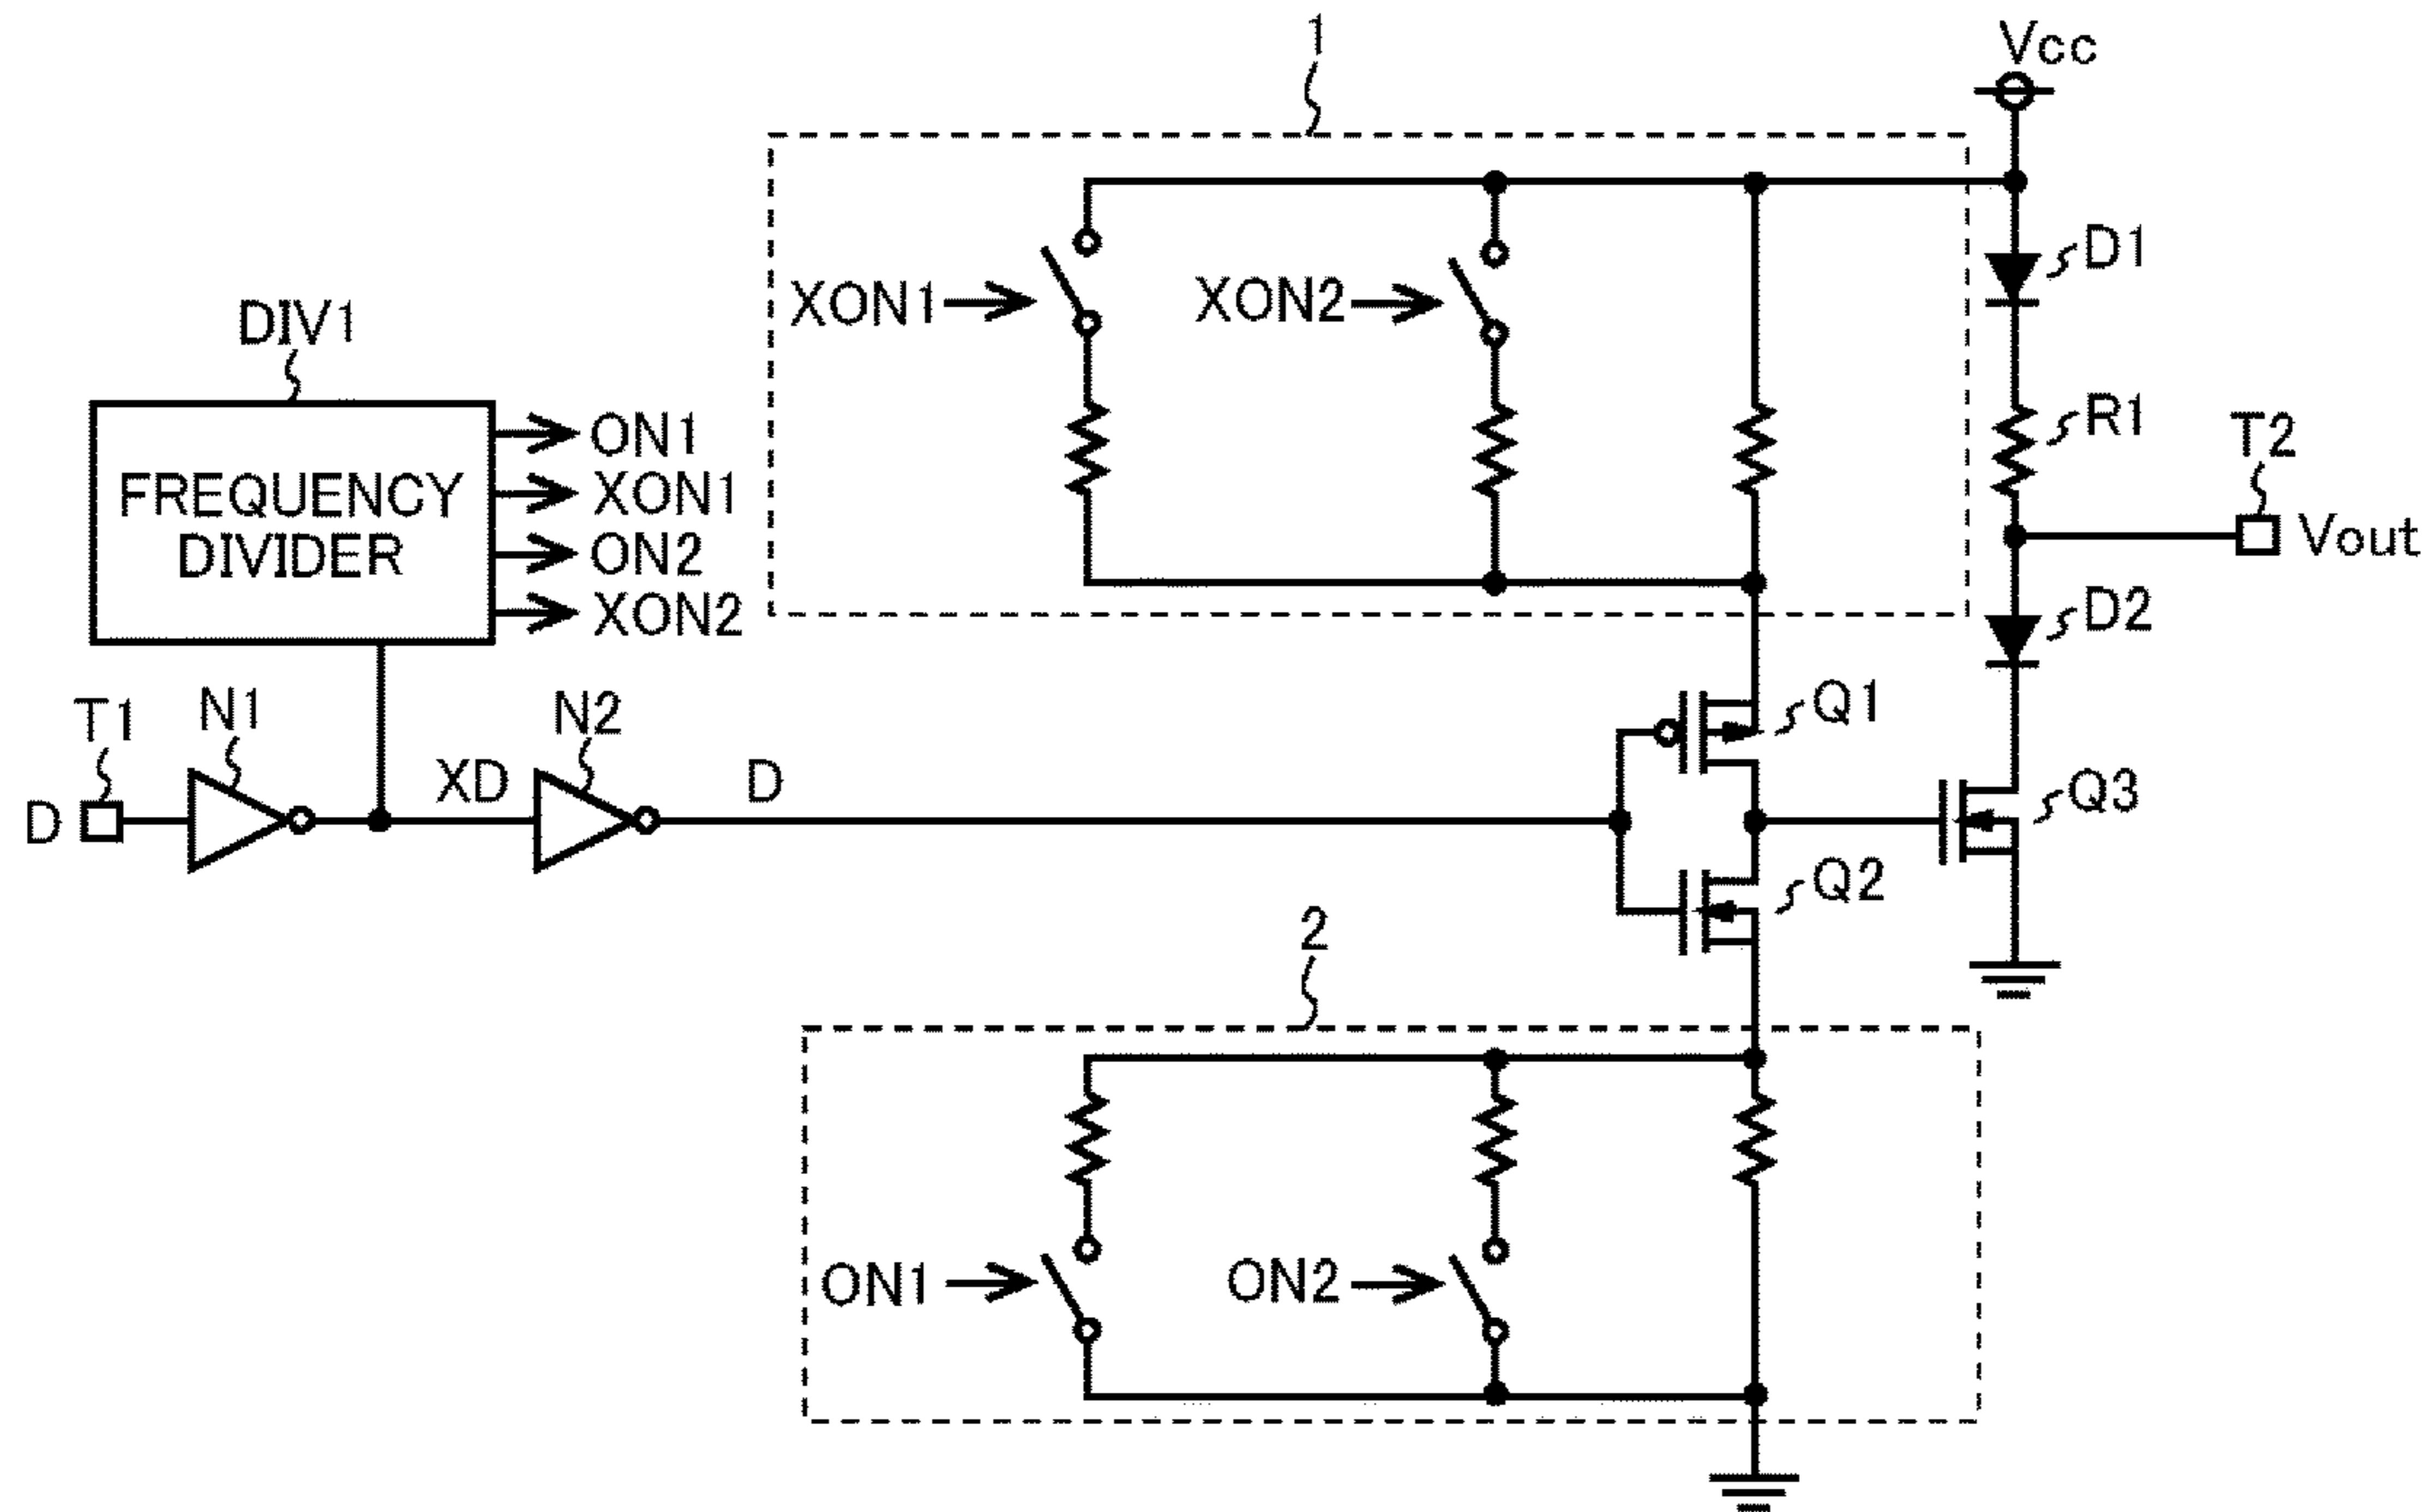 1
Vcc
D1
XON1
XON2
DIV1
R1
T2
ON1
FREQUENCY
DIVIDER
XON1
ON2
XON2
Vout
D2
T1
N1
N2
Q1
XD
D
D
Q3
Q2
2
ON1
ON2